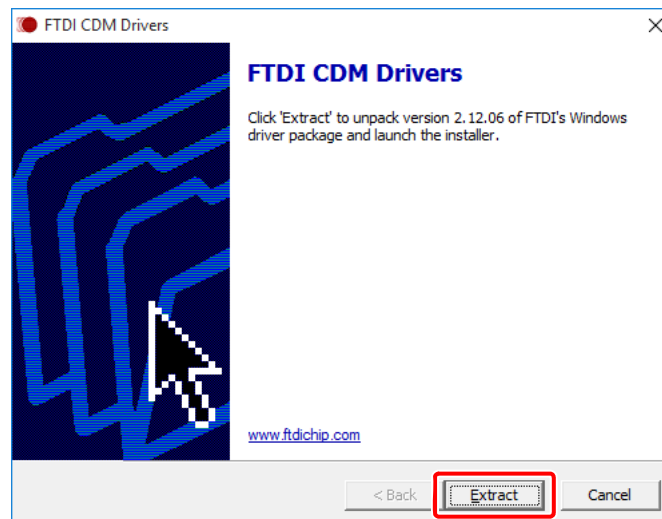 FTDI CDM Drivers
FTDI CDM Drivers
Click 'Extract' to unpack version 2.12.06 of FTDI's Windows
driver package and launch the installer.
www.ftdichip.com
< Back Extract Cancel